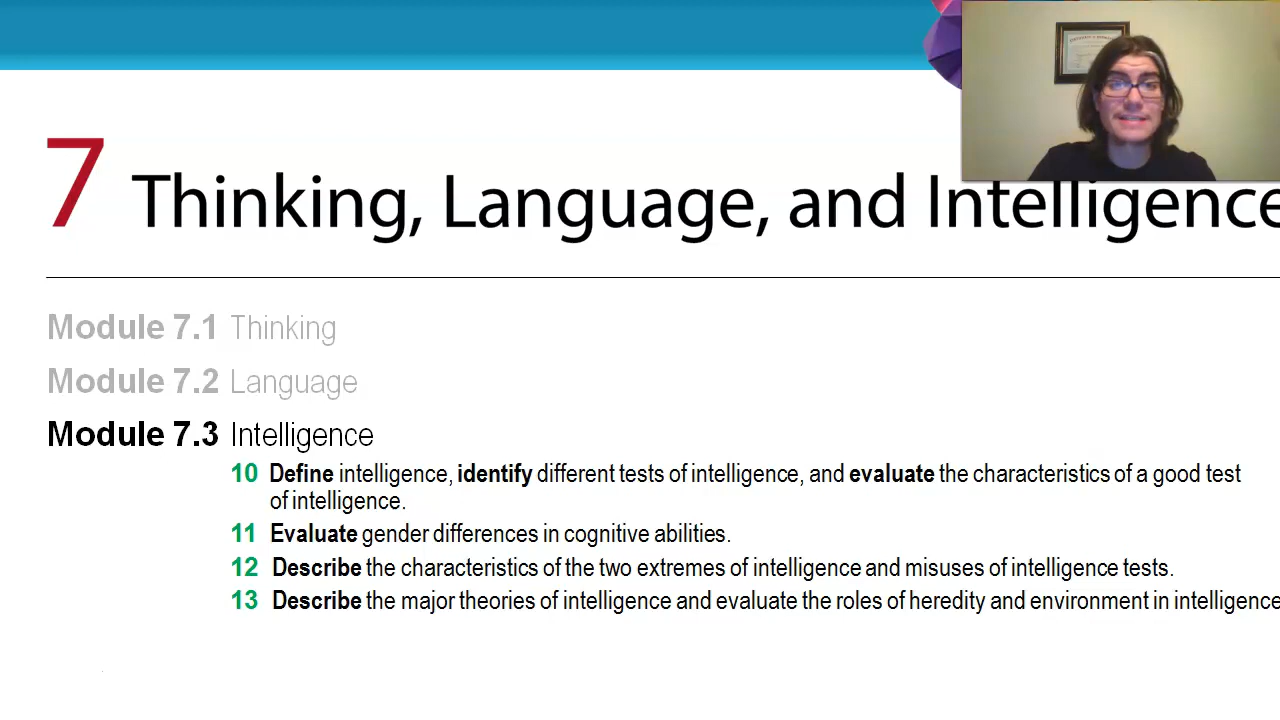 7 Thinking, Language, and Intelligence
Module 7.1 Thinking
Module 7.2 Language
Module 7.3 Intelligence
10 Define intelligence, identify different tests of intelligence, and evaluate the characteristics of a good test
of intelligence.
11 Evaluate gender differences in cognitive abilities.
12 Describe the characteristics of the two extremes of intelligence and misuses of intelligence tests.
13 Describe the major theories of intelligence and evaluate the roles of heredity and environment in intelligence